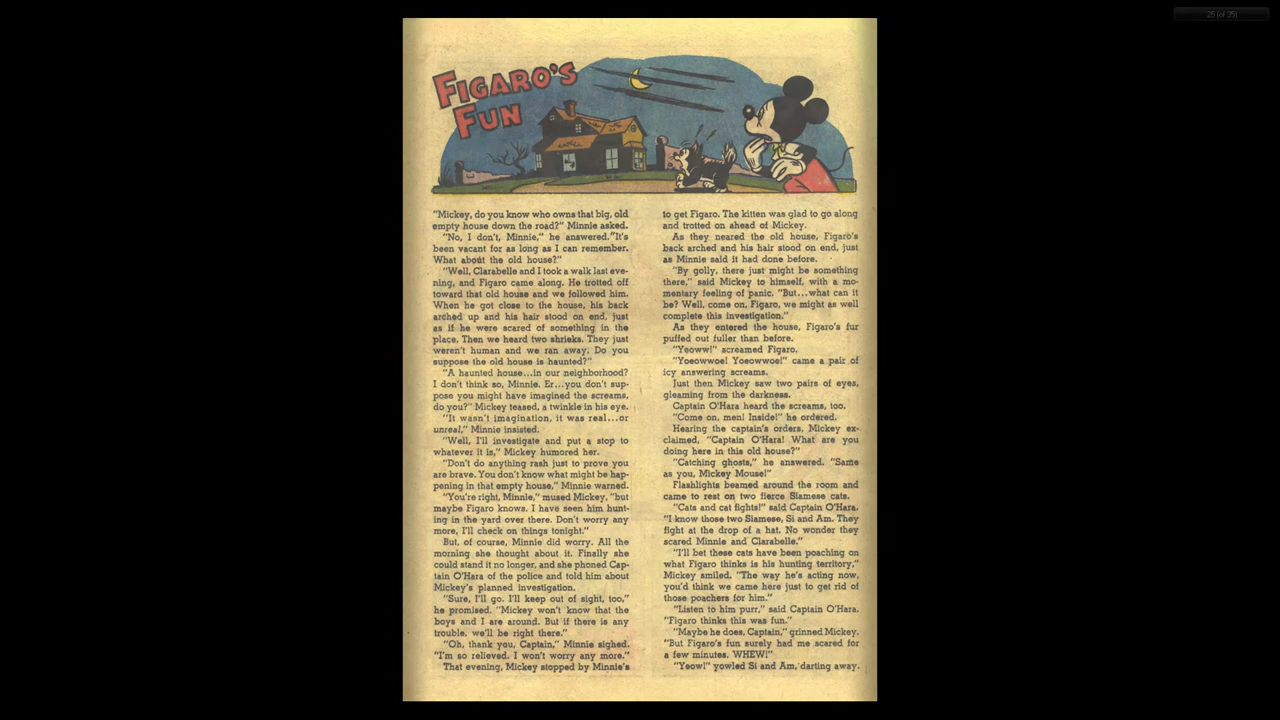 25 (of 35)
FIGARO'S
FUN
"Mickey, do you know who owns that big, old
empty house down the road?" Minnie asked.
"No, I don't, Minnie," he answered. "It's
been vacant for as long as I can remember.
What about the old house?"
"Well, Clarabelle and I took a walk last eve-
ning, and Figaro came along. He trotted off
toward that old house and we followed him.
When he got close to the house, his back
arched up and his hair stood on end, just
as if he were scared of something in the
place. Then we heard two shrieks. They just
weren't human and we ran away. Do you
suppose the old house is haunted?"
"A haunted house...in our neighborhood?
I don't think so, Minnie. Er...you don't sup-
pose you might have imagined the screams,
do you?" Mickey teased, a twinkle in his eye.
"It wasn't imagination, it was real...or
unreal," Minnie insisted.
"Well, I'll investigate and put a stop to
whatever it is," Mickey humored her.
"Don't do anything rash just to prove you
are brave. You don't know what might be hap-
pening in that empty house," Minnie warned.
"You're right, Minnie," mused Mickey, "but
maybe Figaro knows. I have seen him hunt-
ing in the yard over there. Don't worry any
more, I'll check on things tonight."
But, of course, Minnie did worry. All the
morning she thought about it. Finally she
could stand it no longer, and she phoned Cap-
tain O'Hara of the police and told him about
Mickey's planned investigation.
"Sure, I'll go. I'll keep out of sight, too,"
he promised. "Mickey won't know that the
boys and I are around. But if there is any
trouble, we'll be right there."
"Oh, thank you, Captain," Minnie sighed.
"I'm so relieved. I won't worry any more."
That evening, Mickey stopped by Minnie's
to get Figaro. The kitten was glad to go along
and trotted on ahead of Mickey.
As they neared the old house, Figaro's
back arched and his hair stood on end, just
as Minnie said it had done before.
"By golly, there just might be something
there," said Mickey to himself, with a mo-
mentary feeling of panic. "But...what can it
be? Well, come on, Figaro, we might as well
complete this investigation."
As they entered the house, Figaro's fur
puffed out fuller than before.
"Yeoww!" screamed Figaro.
"Yoeowwoe! Yoeowwoe!" came a pair of
icy answering screams.
Just then Mickey saw two pairs of eyes,
gleaming from the darkness.
Captain O'Hara heard the screams, too.
"Come on, men! Inside!" he ordered.
Hearing the captain's orders, Mickey ex-
claimed, "Captain O'Hara! What are you
doing here in this old house?"
"Catching ghosts," he answered. "Same
as you, Mickey Mouse!"
Flashlights beamed around the room and
came to rest on two fierce Siamese cats.
"Cats and cat fights!" said Captain O'Hara.
"I know those two Siamese, Si and Am. They
fight at the drop of a hat. No wonder they
scared Minnie and Clarabelle."
"I'll bet these cats have been poaching on
what Figaro thinks is his hunting territory,"
Mickey smiled. "The way he's acting now,
you'd think we came here just to get rid of
those poachers for him."
"Listen to him purr," said Captain O'Hara.
"Figaro thinks this was fun."
"Maybe he does, Captain," grinned Mickey.
"But Figaro's fun surely had me scared for
a few minutes. WHEW!"
"Yeow!" yowled Si and Am, darting away.